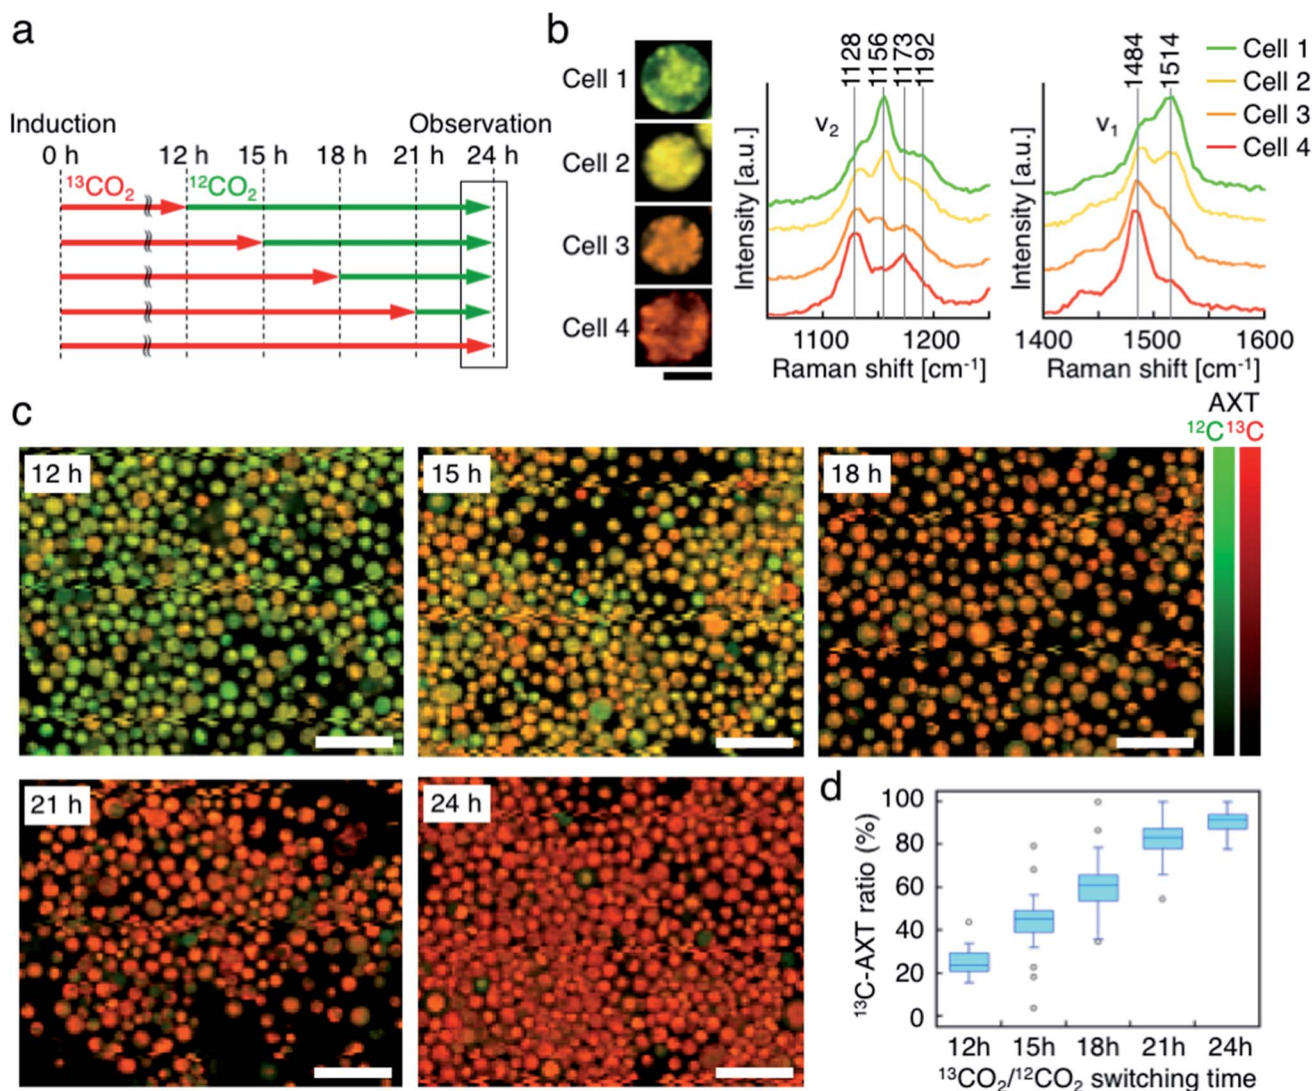 a
Induction
Observation
0 h 12 h 15 h 18 h 21 h 24 h
¹³CO₂ ¹²CO₂
b
Cell 1
Cell 2
Cell 3
Cell 4
1128 1156 1173 1192
ν₂
Intensity [a.u.]
1100 1200
Raman shift [cm⁻¹]
1484 1514
ν₁
Intensity [a.u.]
1400 1500 1600
Raman shift [cm⁻¹]
Cell 1
Cell 2
Cell 3
Cell 4
c
AXT
¹²C ¹³C
12 h
15 h
18 h
21 h
24 h
d
¹³C-AXT ratio (%)
100
80
60
40
20
0
12h 15h 18h 21h 24h
¹³CO₂/¹²CO₂ switching time